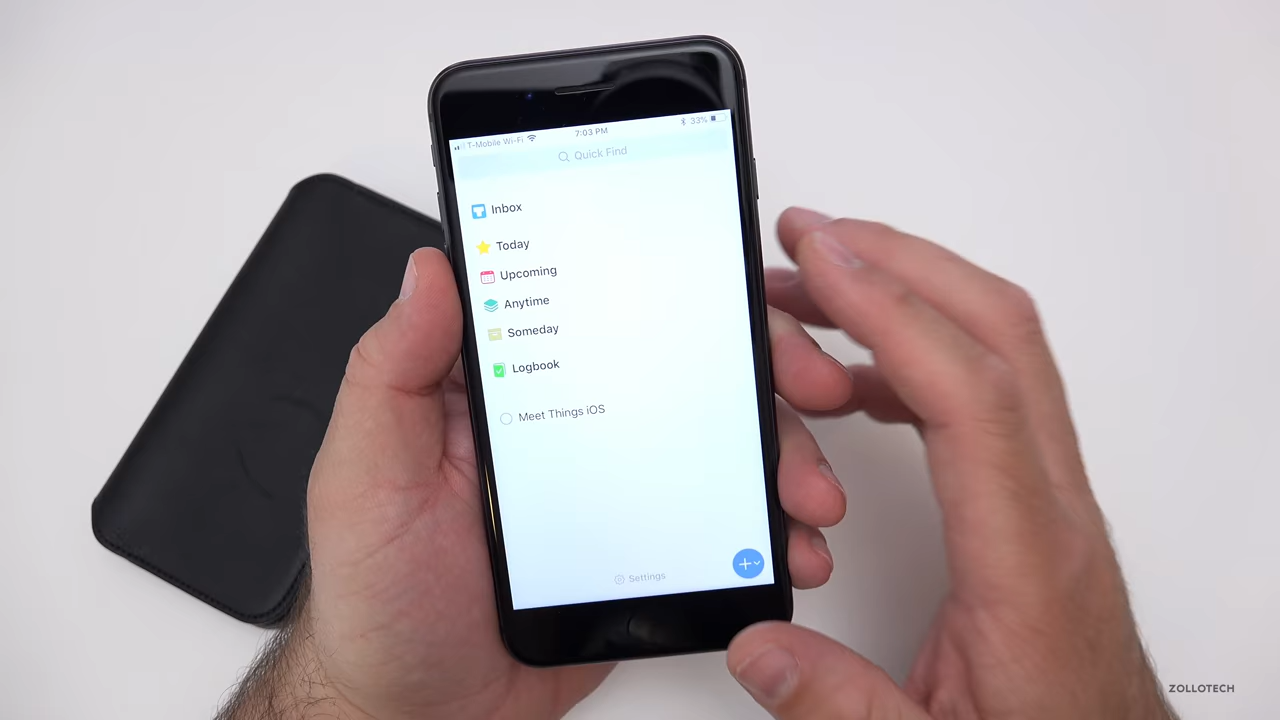 T-Mobile Wi-Fi 7:03 PM 33%
Quick Find
Inbox
Today
Upcoming
Anytime
Someday
Logbook
Meet Things iOS
Settings
ZOLLOTECH